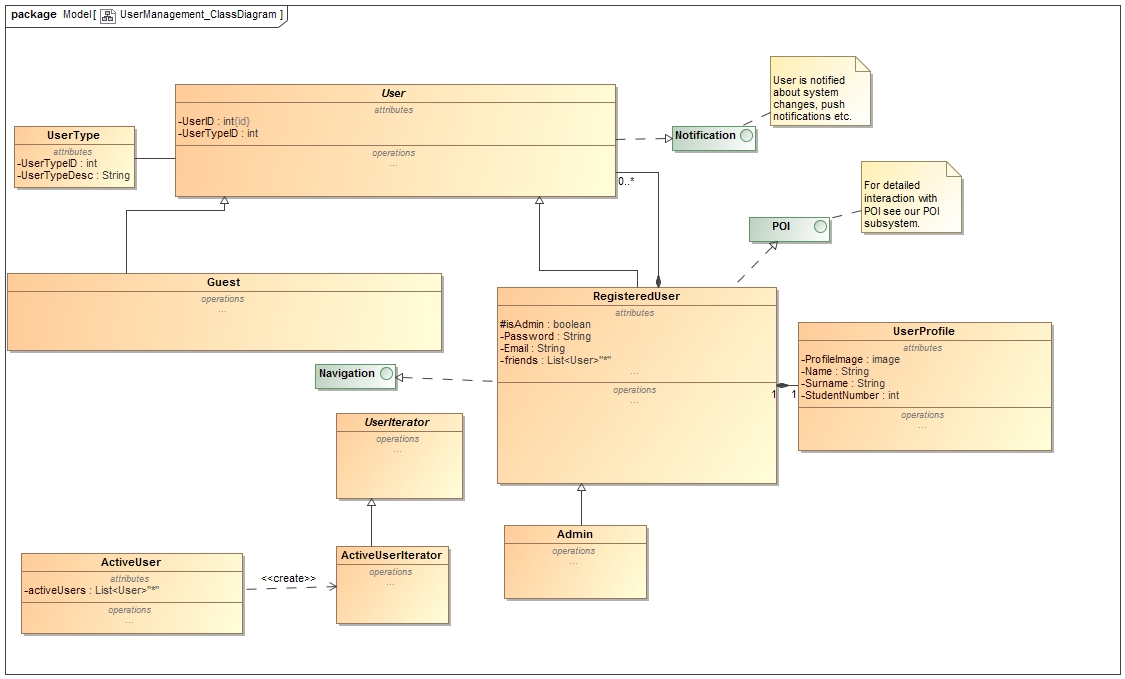 package Model[ UserManagement_ClassDiagram ]
User is notified
about system
changes, push
notifications etc.
User
attributes
-UserID : int{id}
-UserTypeID : int
operations
...
UserType
attributes
-UserTypeID : int
-UserTypeDesc : String
Notification
0..*
For detailed
interaction with
POI see our POI
subsystem.
POI
Guest
operations
...
RegisteredUser
attributes
#isAdmin : boolean
-Password : String
-Email : String
-friends : List<User>"*"
...
operations
...
UserProfile
attributes
-ProfileImage : image
-Name : String
-Surname : String
-StudentNumber : int
operations
...
1 1
Navigation
UserIterator
operations
...
Admin
operations
...
ActiveUser
attributes
-activeUsers : List<User>"*"
operations
...
<<create>>
ActiveUserIterator
operations
...